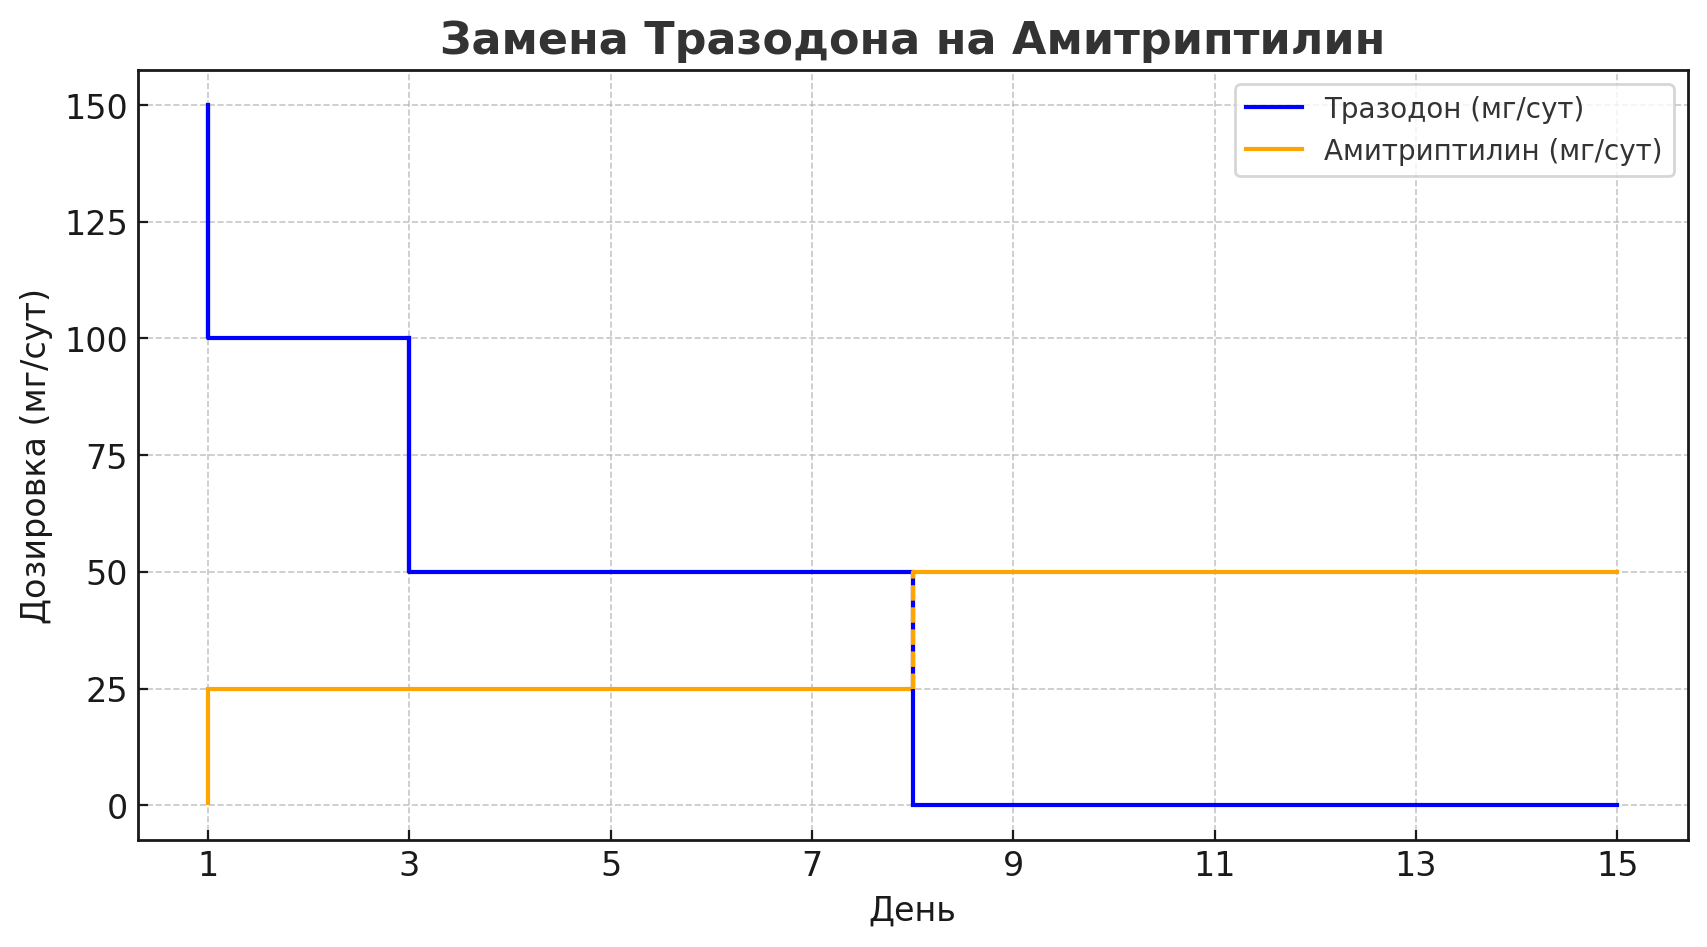 Замена Тразодона на Амитриптилин
Тразодон (мг/сут)
Амитриптилин (мг/сут)
Дозировка (мг/сут)
150
125
100
75
50
25
0
1 3 5 7 9 11 13 15
День